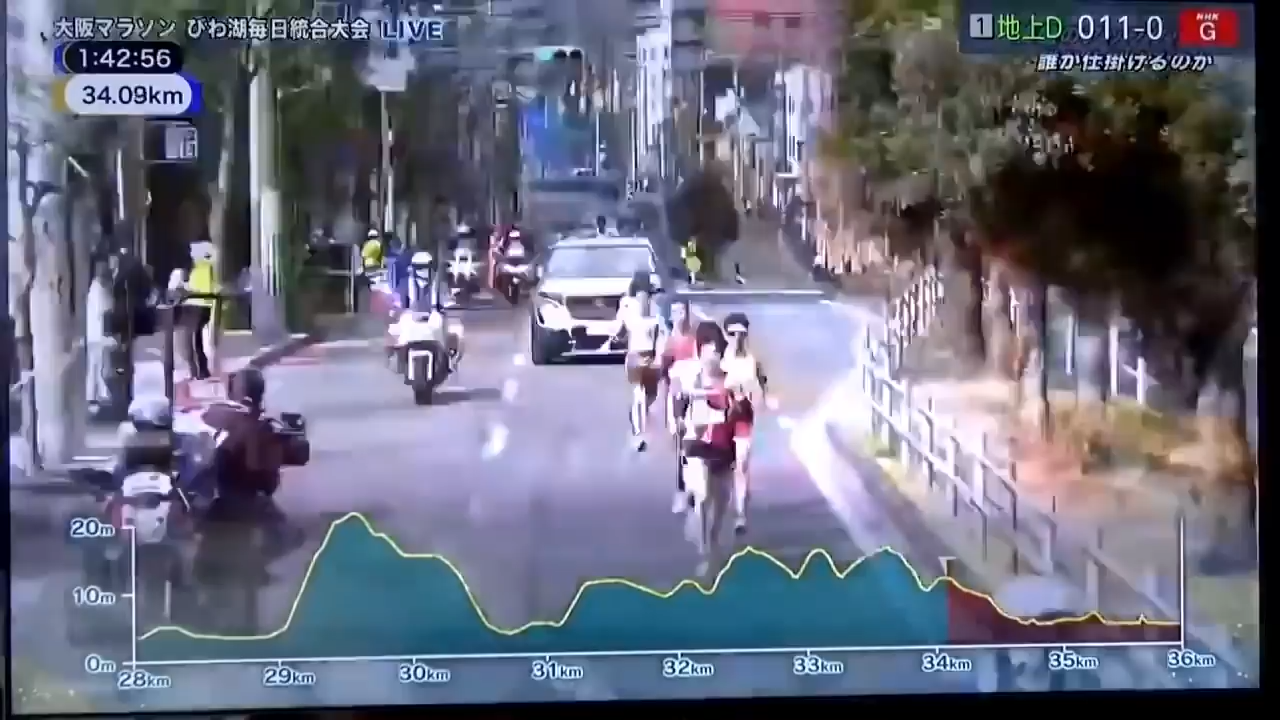 大阪マラソン びわ湖毎日統合大会 LIVE
1 地上D 011-0 NHK G
1:42:56
誰が仕掛けるのか
34.09km
20m
10m
0m
28km 29km 30km 31km 32km 33km 34km 35km 36km